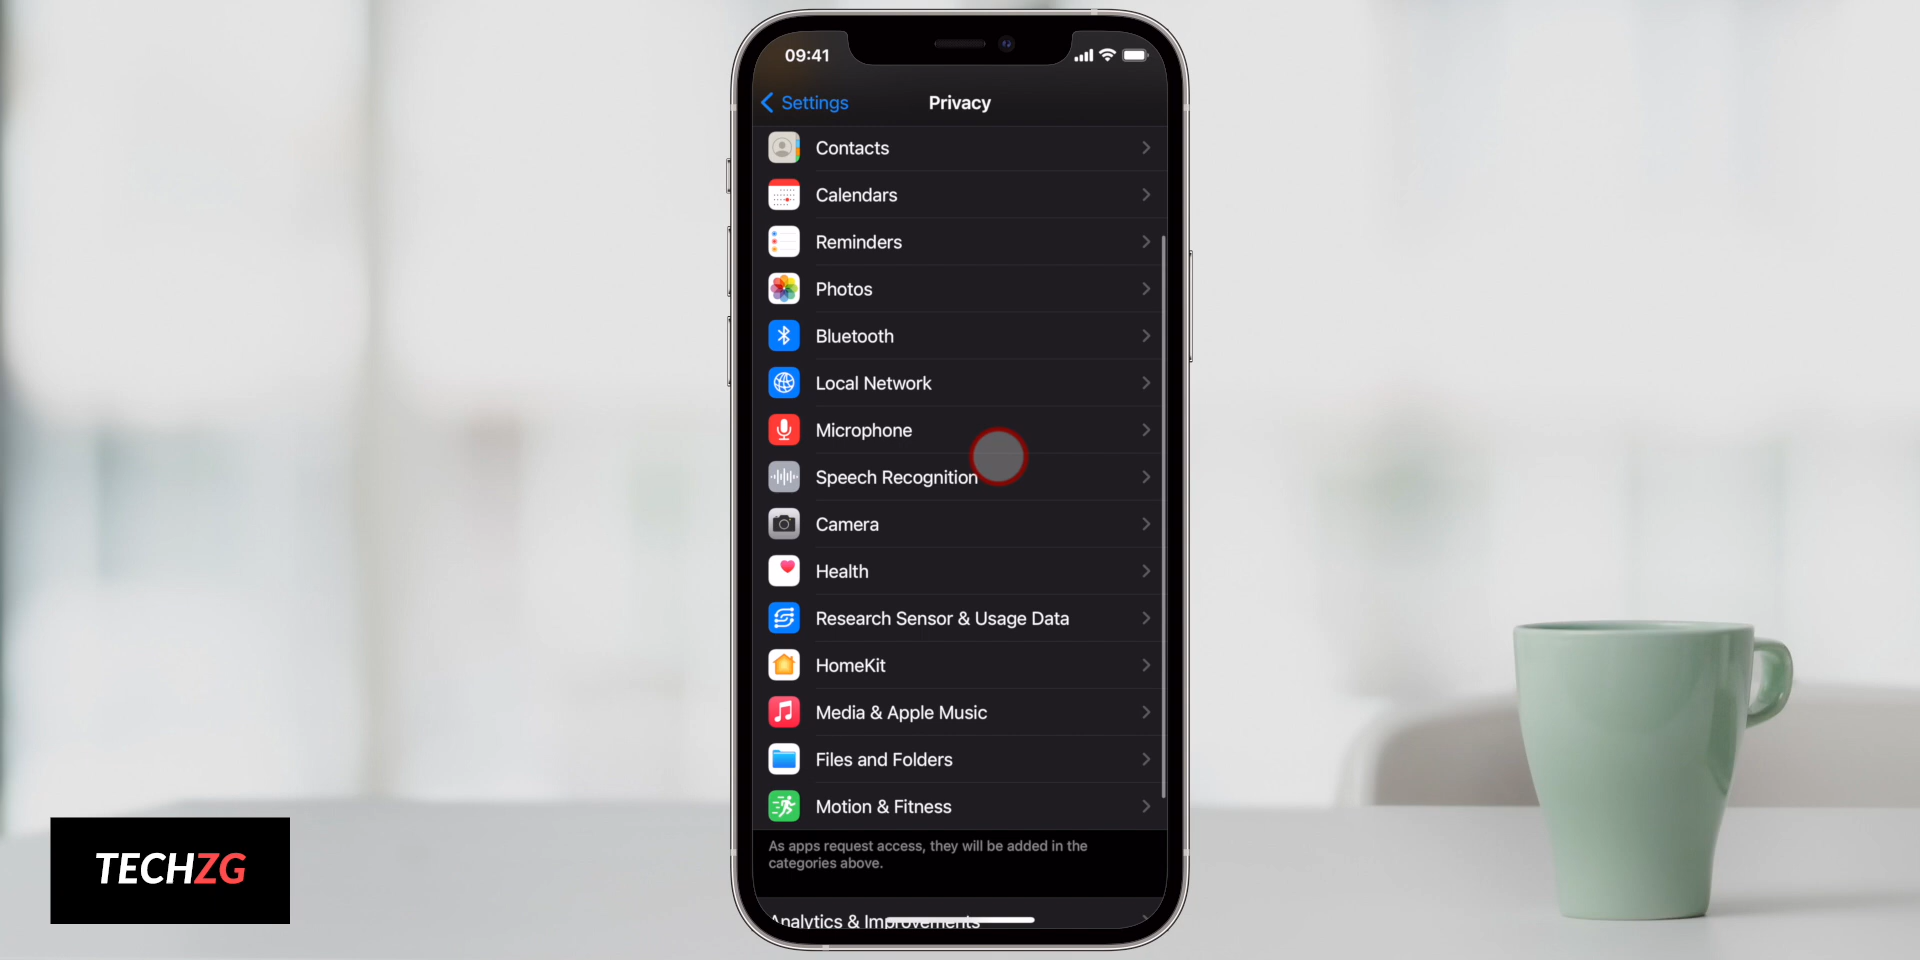 09:41
Settings
Privacy
Contacts
Calendars
Reminders
Photos
Bluetooth
Local Network
Microphone
Speech Recognition
Camera
Health
Research Sensor & Usage Data
HomeKit
Media & Apple Music
Files and Folders
Motion & Fitness
As apps request access, they will be added in the
categories above.
Analytics & Improvements
TECHZG